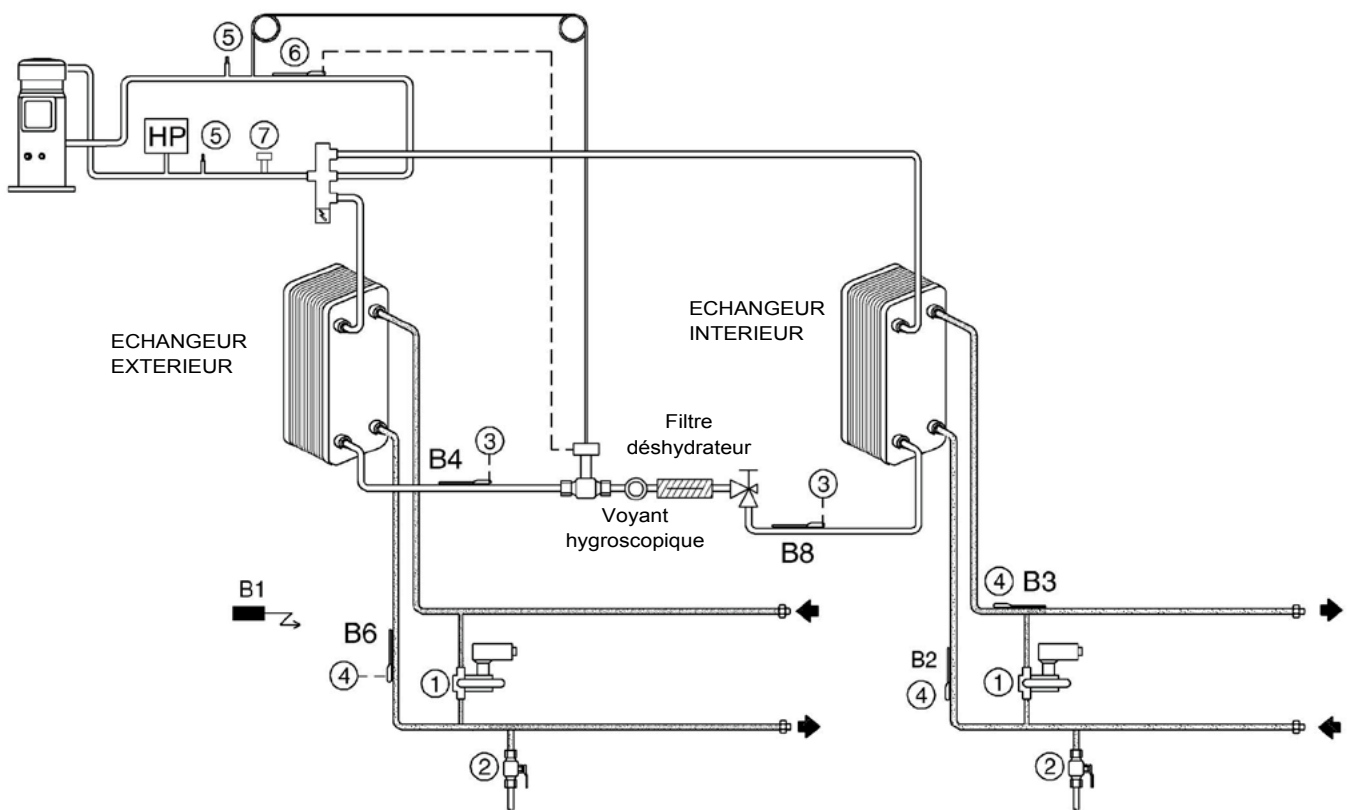 5
6
HP
5
7
ECHANGEUR
EXTERIEUR
ECHANGEUR
INTERIEUR
B4
3
Filtre
déshydrateur
Voyant
hygroscopique
3
B8
B1
B6
4
1
2
4
B3
B2
4
1
2